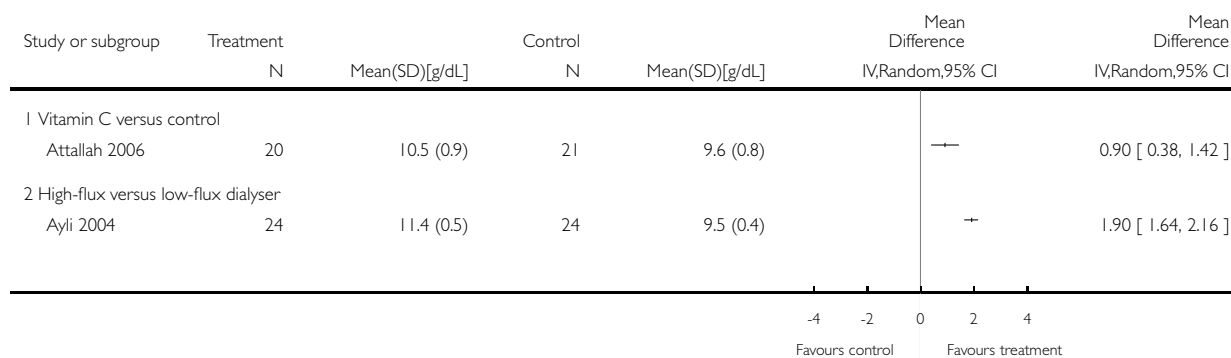 Study or subgroup Treatment Control Mean Difference Mean Difference
N Mean(SD)[g/dL] N Mean(SD)[g/dL] IV,Random,95% CI IV,Random,95% CI
1 Vitamin C versus control
Attallah 2006 20 10.5 (0.9) 21 9.6 (0.8) 0.90 [ 0.38, 1.42 ]
2 High-flux versus low-flux dialyser
Ayli 2004 24 11.4 (0.5) 24 9.5 (0.4) 1.90 [ 1.64, 2.16 ]
-4 -2 0 2 4
Favours control Favours treatment